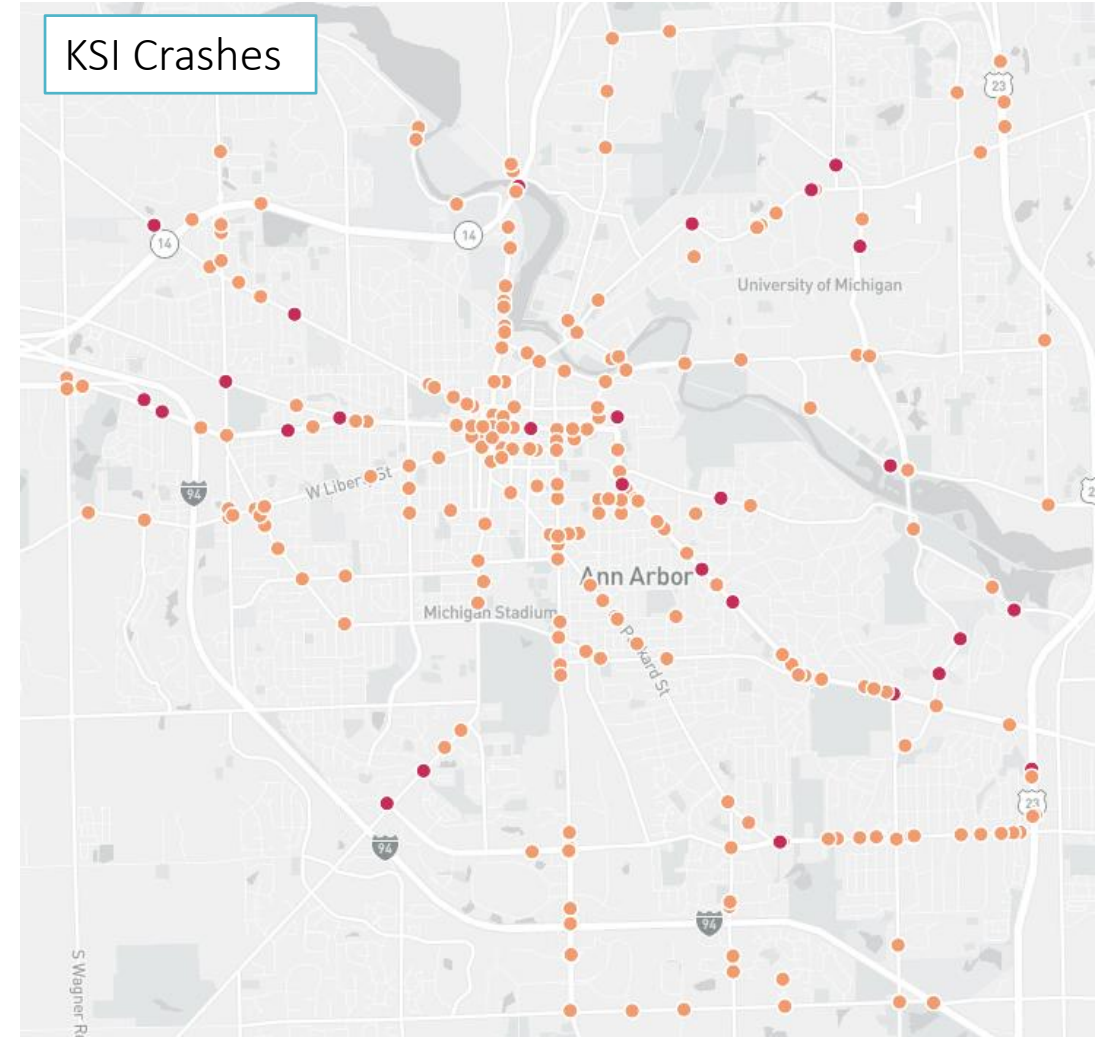 KSI Crashes
23
14
14
University of Michigan
W Liberty St
94
Ann Arbor
Michigan Stadium
Packard St
23
94
94
S Wagner R